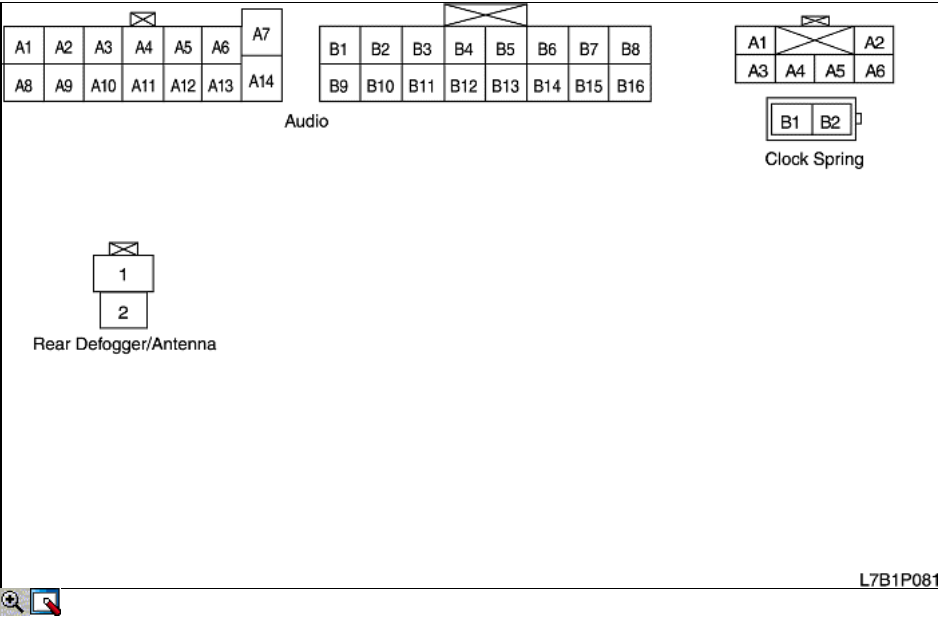 A1 A2 A3 A4 A5 A6 A7
A8 A9 A10 A11 A12 A13 A14
B1 B2 B3 B4 B5 B6 B7 B8
B9 B10 B11 B12 B13 B14 B15 B16
Audio
A1 A2
A3 A4 A5 A6
B1 B2
Clock Spring
1
2
Rear Defogger/Antenna
L7B1P081